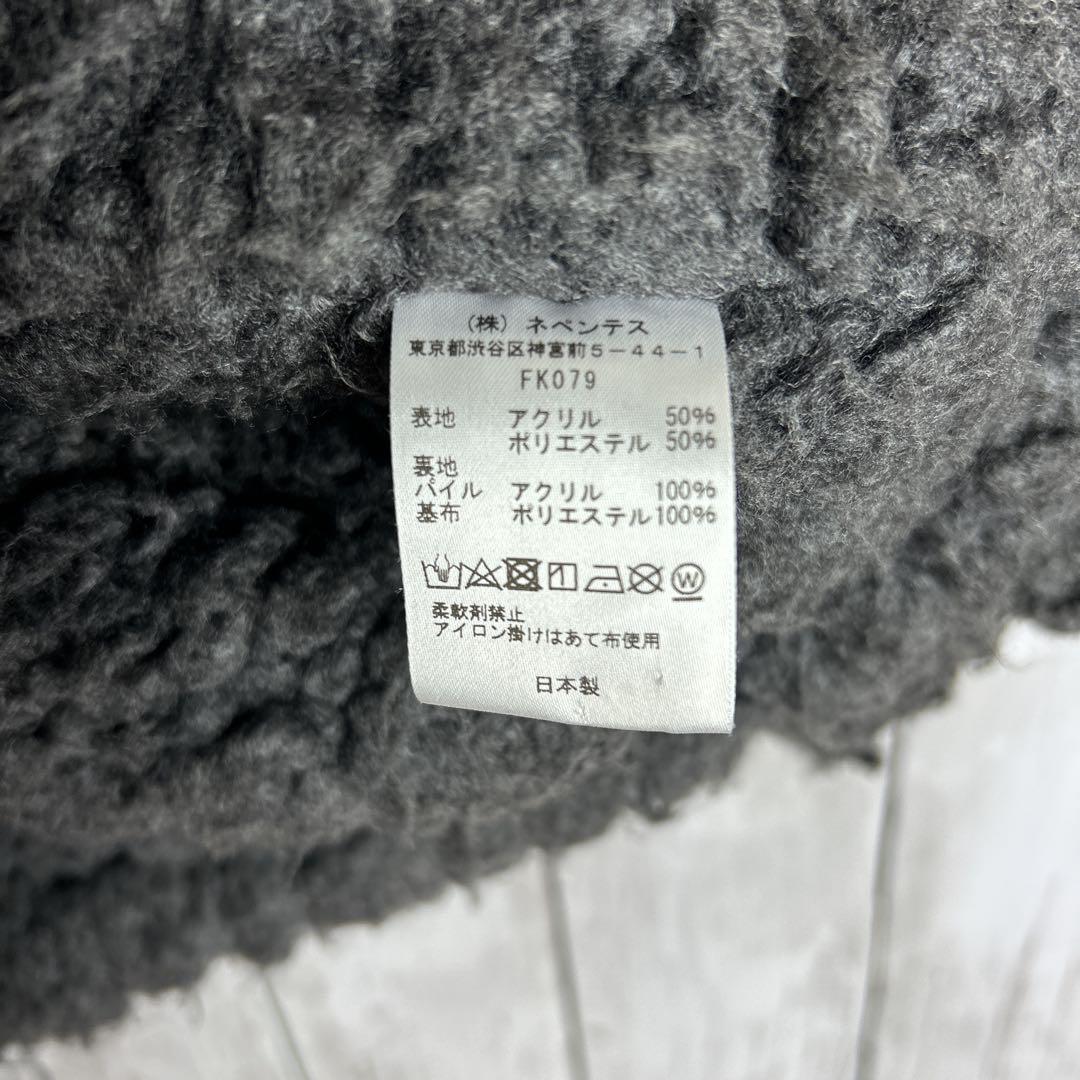 (株) ネペンテス
東京都渋谷区神宮前5-44-1
FK079
表地 アクリル 50%
ポリエステル 50%
裏地
パイル アクリル 100%
基布 ポリエステル100%
W
柔軟剤禁止
アイロン掛けはあて布使用
日本製